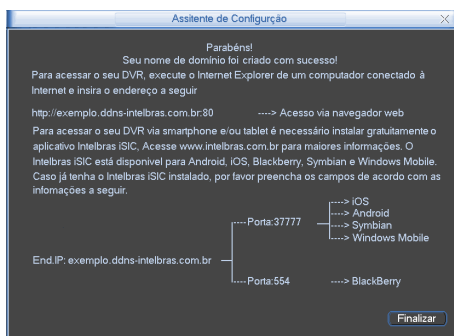 Assitente de Configurção
Parabéns!
Seu nome de domínio foi criado com sucesso!
Para acessar o seu DVR, execute o Internet Explorer de um computador conectado à
Internet e insira o endereço a seguir
http://exemplo.ddns-intelbras.com.br:80 ----> Acesso via navegador web
Para acessar o seu DVR via smartphone e/ou tablet é necessário instalar gratuitamente o
aplicativo Intelbras iSIC, Acesse www.intelbras.com.br para maiores informações. O
Intelbras iSIC está disponivel para Android, iOS, Blackberry, Symbian e Windows Mobile.
Caso já tenha o Intelbras iSIC instalado, por favor preencha os campos de acordo com as
infomações a seguir.
----> iOS
----> Android
----Porta:37777
----> Symbian
----> Windows Mobile
End.IP: exemplo.ddns-intelbras.com.br
----Porta:554 ----> BlackBerry
Finalizar